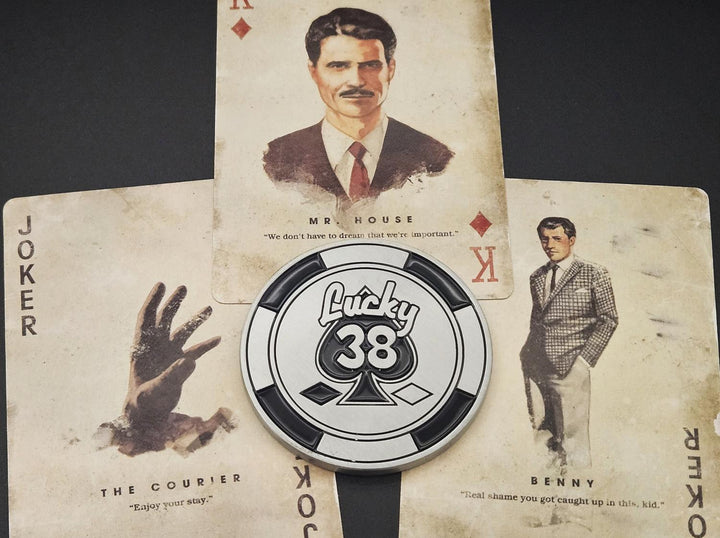 K
MR. HOUSE
"We don't have to dream that we're important."
K
JOKER
THE COURIER
"Enjoy your stay."
JOKER
Lucky
38
BENNY
"Real shame you got caught up in this, kid."
JOKER